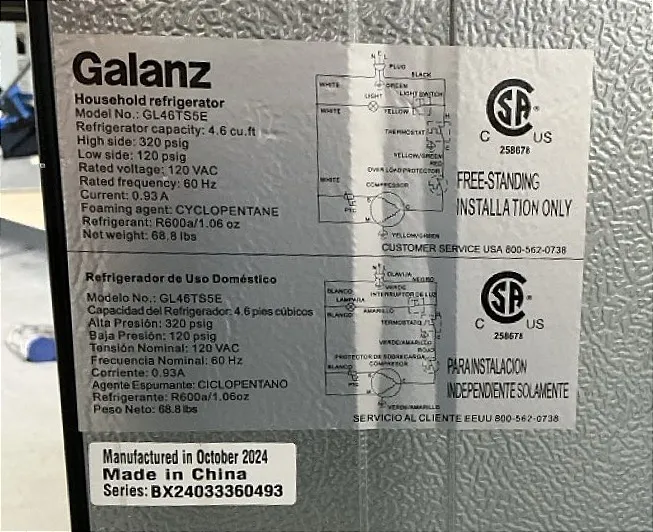 Galanz
Household refrigerator
Model No.: GL46TS5E
Refrigerator capacity: 4.6 cu.ft
High side: 320 psig
Low side: 120 psig
Rated voltage: 120 VAC
Rated frequency: 60 Hz
Current: 0.93 A
Foaming agent: CYCLOPENTANE
Refrigerant: R600a/1.06 oz
Net weight: 68.8 lbs
N L
PLUG
BLACK
WHITE
GREEN
LIGHT
LIGHT SWITCH
WHITE
YELLOW
THERMOSTAT
YELLOW/GREEN
RED
OVER LOAD PROTECTOR
WHITE
COMPRESSOR
PTC
YELLOW/GREEN
SA
C US
258678
FREE-STANDING
INSTALLATION ONLY
CUSTOMER SERVICE USA 800-562-0738
Refrigerador de Uso Doméstico
Modelo No.: GL46TS5E
Capacidad del Refrigerador: 4.6 pies cúbicos
Alta Presión: 320 psig
Baja Presión: 120 psig
Tensión Nominal: 120 VAC
Frecuencia Nominal: 60 Hz
Corriente: 0.93A
Agente Espumante: CICLOPENTANO
Refrigerante: R600a/1.06oz
Peso Neto: 68.8 lbs
CLAVIJA
NEGRO
BLANCO
VERDE
LAMPARA
INTERRUPTOR DE LUZ
BLANCO
AMARILLO
TERMOSTATO
VERDE/AMARILLO
ROJO
PROTECTOR DE SOBRECARGA
BLANCO
COMPRESOR
PTC
VERDE/AMARILLO
SA
C US
258678
PARA INSTALACION
INDEPENDIENTE SOLAMENTE
SERVICIO AL CLIENTE EEUU 800-562-0738
Manufactured in October 2024
Made in China
Series: BX24033360493